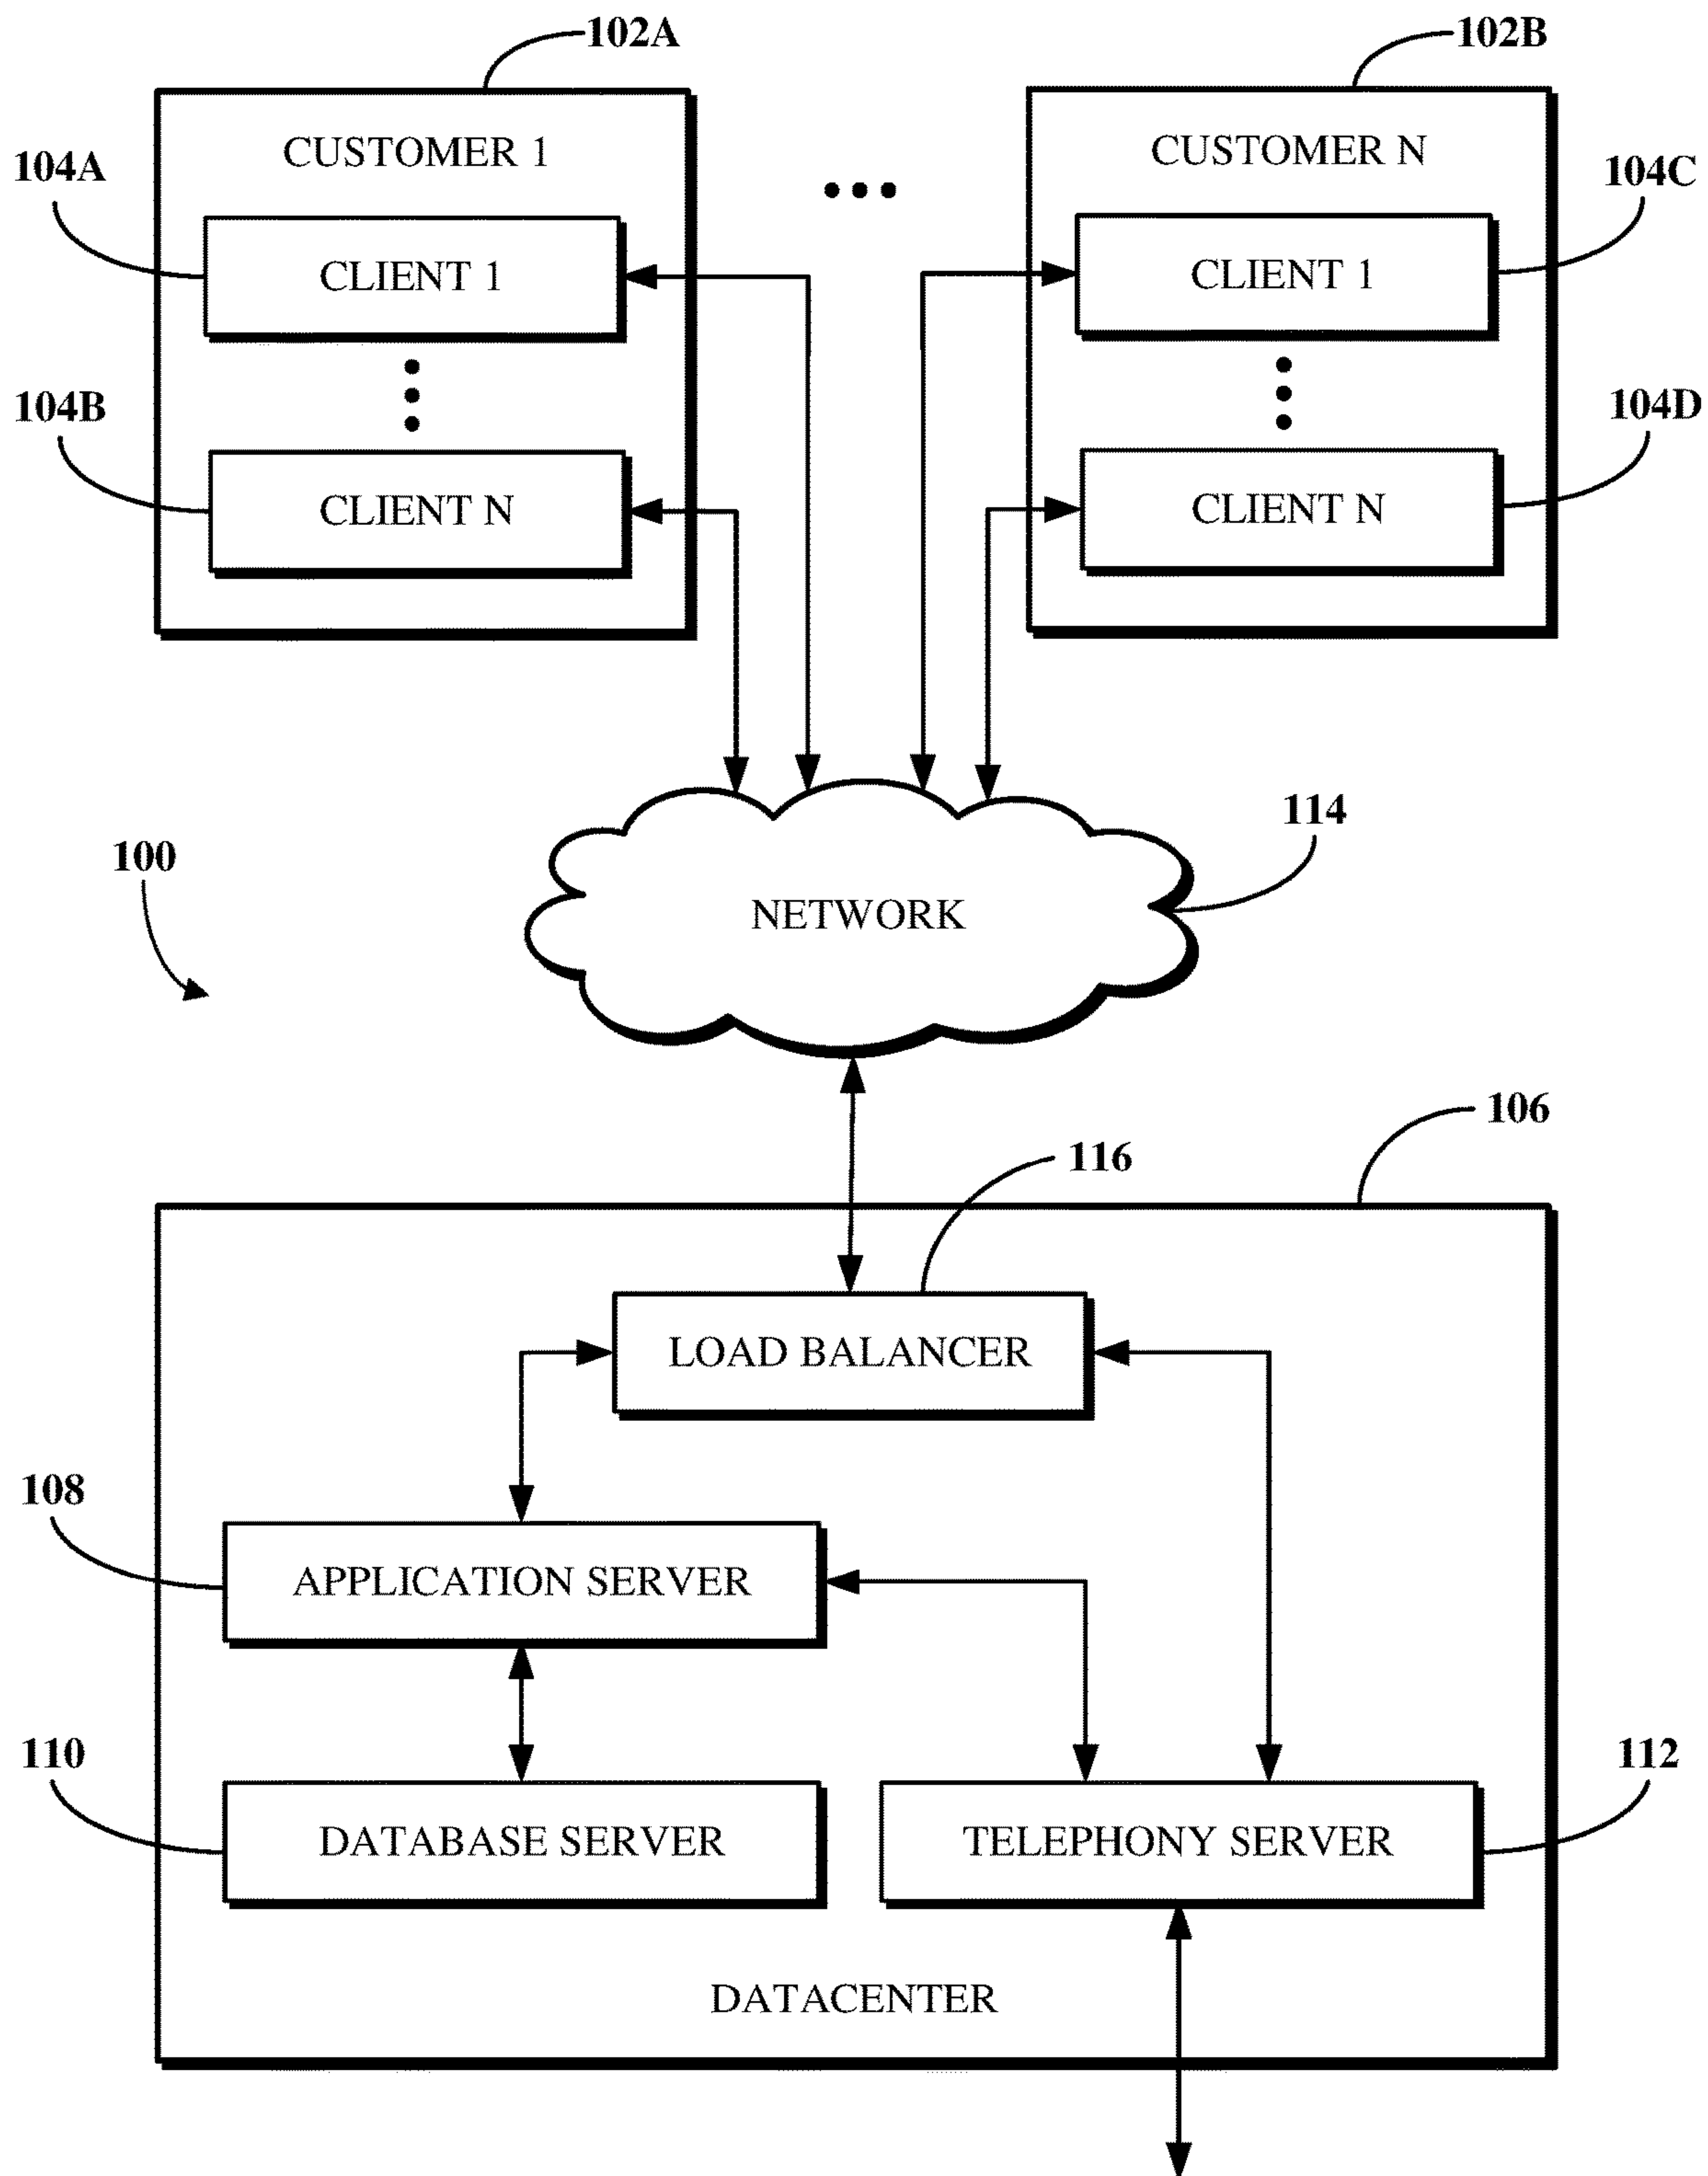 102A
102B
CUSTOMER 1
CUSTOMER N
104A
104C
CLIENT 1
CLIENT 1
104B
104D
CLIENT N
CLIENT N
114
100
NETWORK
106
116
LOAD BALANCER
108
APPLICATION SERVER
110
112
DATABASE SERVER
TELEPHONY SERVER
DATACENTER